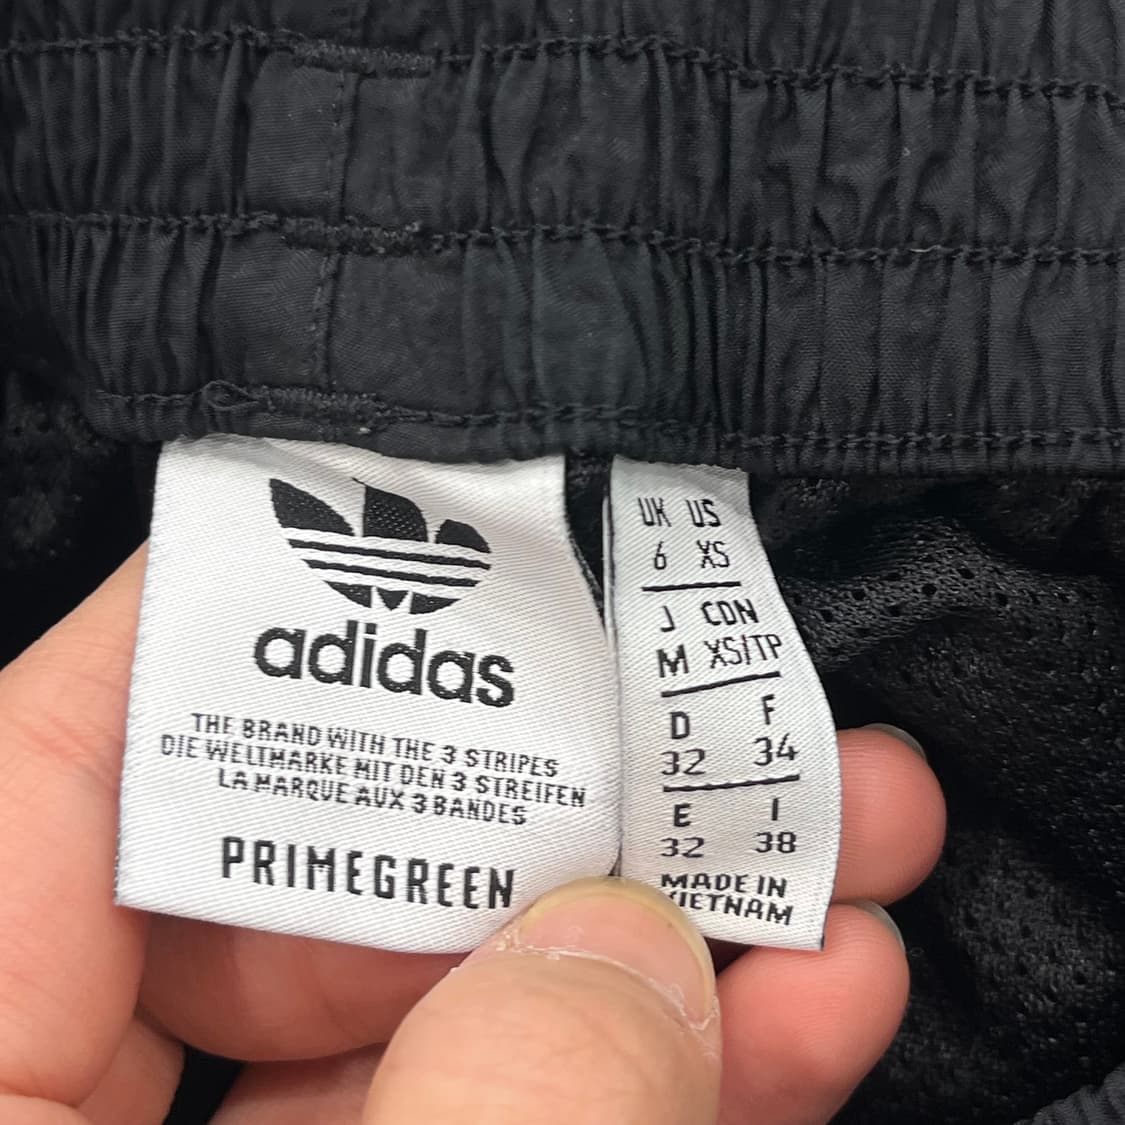 adidas
THE BRAND WITH THE 3 STRIPES
DIE WELTMARKE MIT DEN 3 STREIFEN
LA MARQUE AUX 3 BANDES
PRIMEGREEN
UK US
6 XS
J CDN
M XS/TP
D F
32 34
E I
32 38
MADE IN
VIETNAM